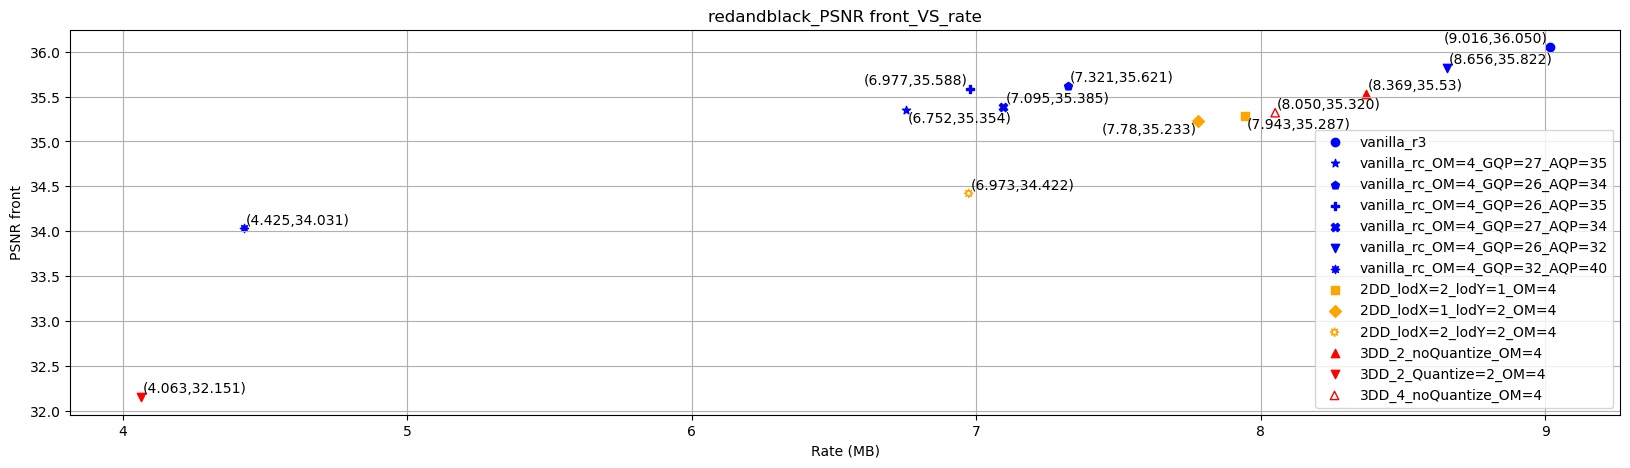 redandblack_PSNR front_VS_rate
PSNR front
36.0
35.5
35.0
34.5
34.0
33.5
33.0
32.5
32.0
(9.016,36.050)
(8.656,35.822)
(6.977,35.588)
(7.321,35.621)
(8.369,35.53)
(7.095,35.385)
(8.050,35.320)
(6.752,35.354)
(7.78,35.233)
(7.943,35.287)
(6.973,34.422)
(4.425,34.031)
(4.063,32.151)
vanilla_r3
vanilla_rc_OM=4_GQP=27_AQP=35
vanilla_rc_OM=4_GQP=26_AQP=34
vanilla_rc_OM=4_GQP=26_AQP=35
vanilla_rc_OM=4_GQP=27_AQP=34
vanilla_rc_OM=4_GQP=26_AQP=32
vanilla_rc_OM=4_GQP=32_AQP=40
2DD_lodX=2_lodY=1_OM=4
2DD_lodX=1_lodY=2_OM=4
2DD_lodX=2_lodY=2_OM=4
3DD_2_noQuantize_OM=4
3DD_2_Quantize=2_OM=4
3DD_4_noQuantize_OM=4
4
5
6
7
8
9
Rate (MB)